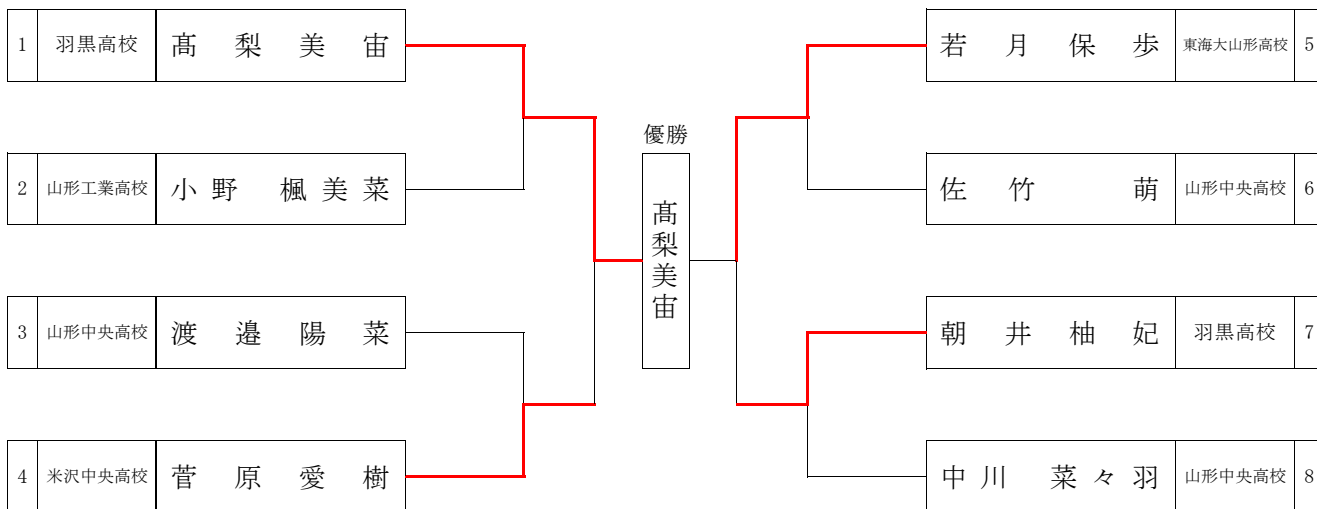 1 羽黒高校 髙梨美宙
2 山形工業高校 小野 楓美菜
3 山形中央高校 渡邉陽菜
4 米沢中央高校 菅原愛樹
優勝
髙梨美宙
若月保歩 東海大山形高校 5
佐竹 萌 山形中央高校 6
朝井柚妃 羽黒高校 7
中川 菜々羽 山形中央高校 8